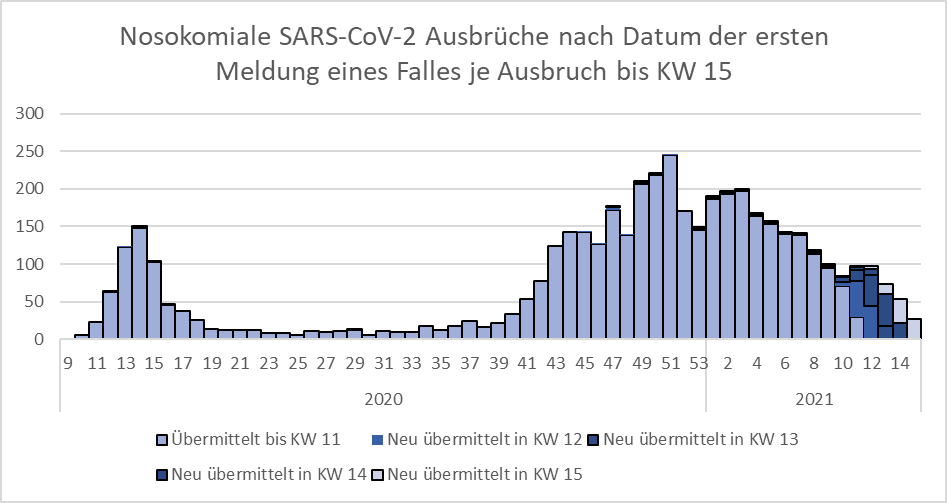 Nosokomiale SARS-CoV-2 Ausbrüche nach Datum der ersten
Meldung eines Falles je Ausbruch bis KW 15
300
250
200
150
100
50
0
9 11 13 15 17 19 21 23 25 27 29 31 33 35 37 39 41 43 45 47 49 51 53 2 4 6 8 10 12 14
2020 2021
Übermittelt bis KW 11 Neu übermittelt in KW 12 Neu übermittelt in KW 13
Neu übermittelt in KW 14 Neu übermittelt in KW 15